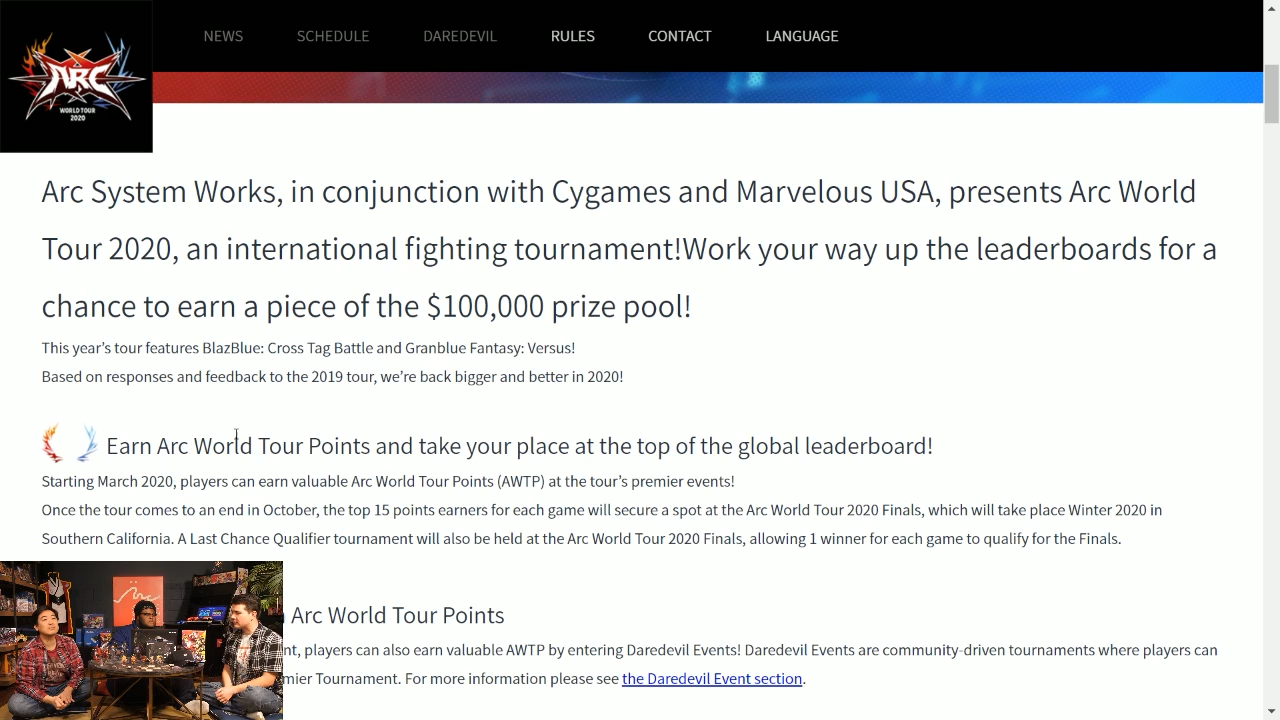 NEWS SCHEDULE DAREDEVIL RULES CONTACT LANGUAGE
ARC
WORLD TOUR
2020
Arc System Works, in conjunction with Cygames and Marvelous USA, presents Arc World
Tour 2020, an international fighting tournament!Work your way up the leaderboards for a
chance to earn a piece of the $100,000 prize pool!
This year’s tour features BlazBlue: Cross Tag Battle and Granblue Fantasy: Versus!
Based on responses and feedback to the 2019 tour, we’re back bigger and better in 2020!
Earn Arc World Tour Points and take your place at the top of the global leaderboard!
Starting March 2020, players can earn valuable Arc World Tour Points (AWTP) at the tour’s premier events!
Once the tour comes to an end in October, the top 15 points earners for each game will secure a spot at the Arc World Tour 2020 Finals, which will take place Winter 2020 in
Southern California. A Last Chance Qualifier tournament will also be held at the Arc World Tour 2020 Finals, allowing 1 winner for each game to qualify for the Finals.
Arc World Tour Points
nt, players can also earn valuable AWTP by entering Daredevil Events! Daredevil Events are community-driven tournaments where players can
mier Tournament. For more information please see the Daredevil Event section.